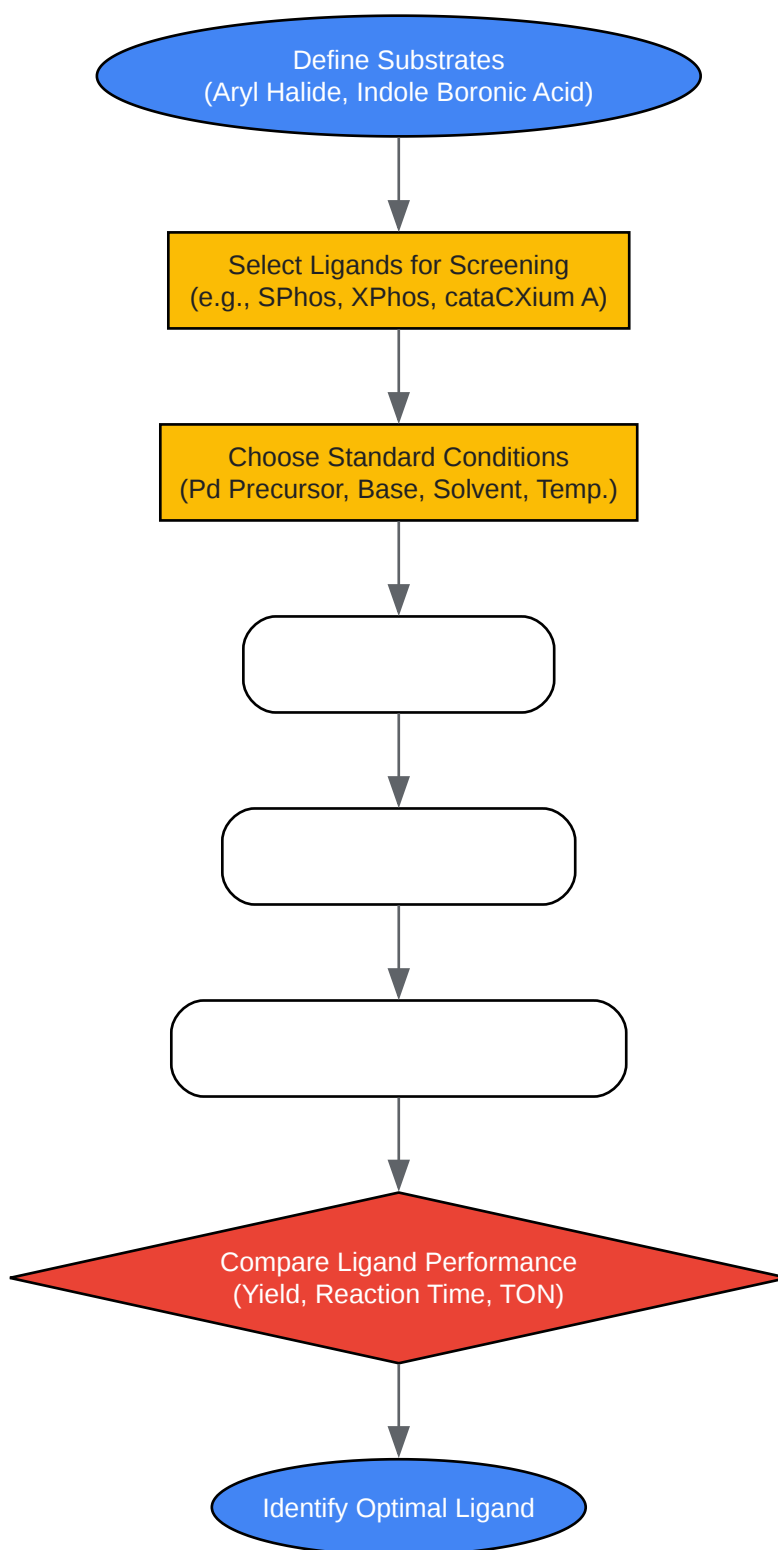 Define Substrates
(Aryl Halide, Indole Boronic Acid)
Select Ligands for Screening
(e.g., SPhos, XPhos, cataCXium A)
Choose Standard Conditions
(Pd Precursor, Base, Solvent, Temp.)
Compare Ligand Performance
(Yield, Reaction Time, TON)
Identify Optimal Ligand